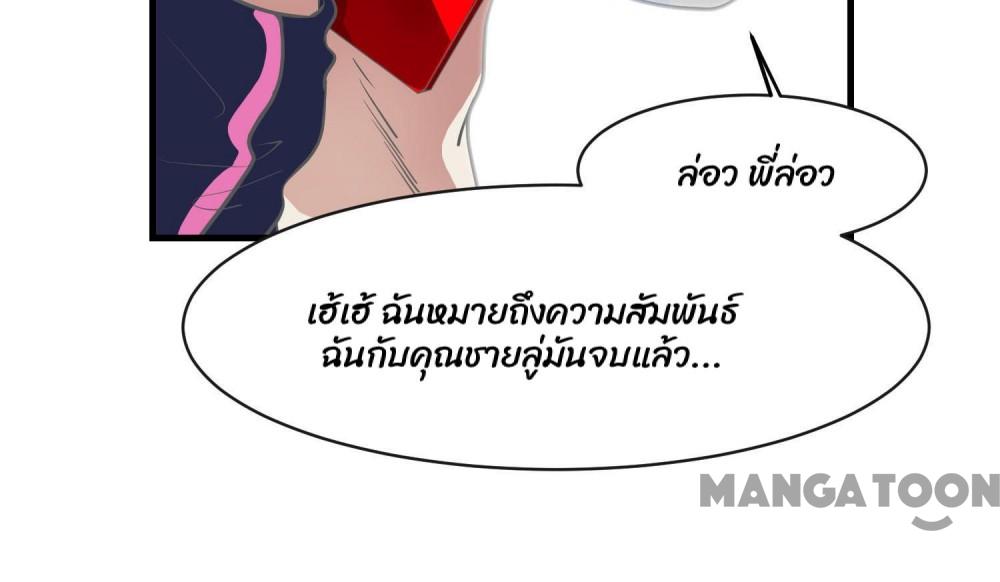 ล่อว พี่ล่อว
เฮ้เฮ้ ฉันหมายถึงความสัมพันธ์
ฉันกับคุณชายลู่มันจบแล้ว...
MANGA TOON